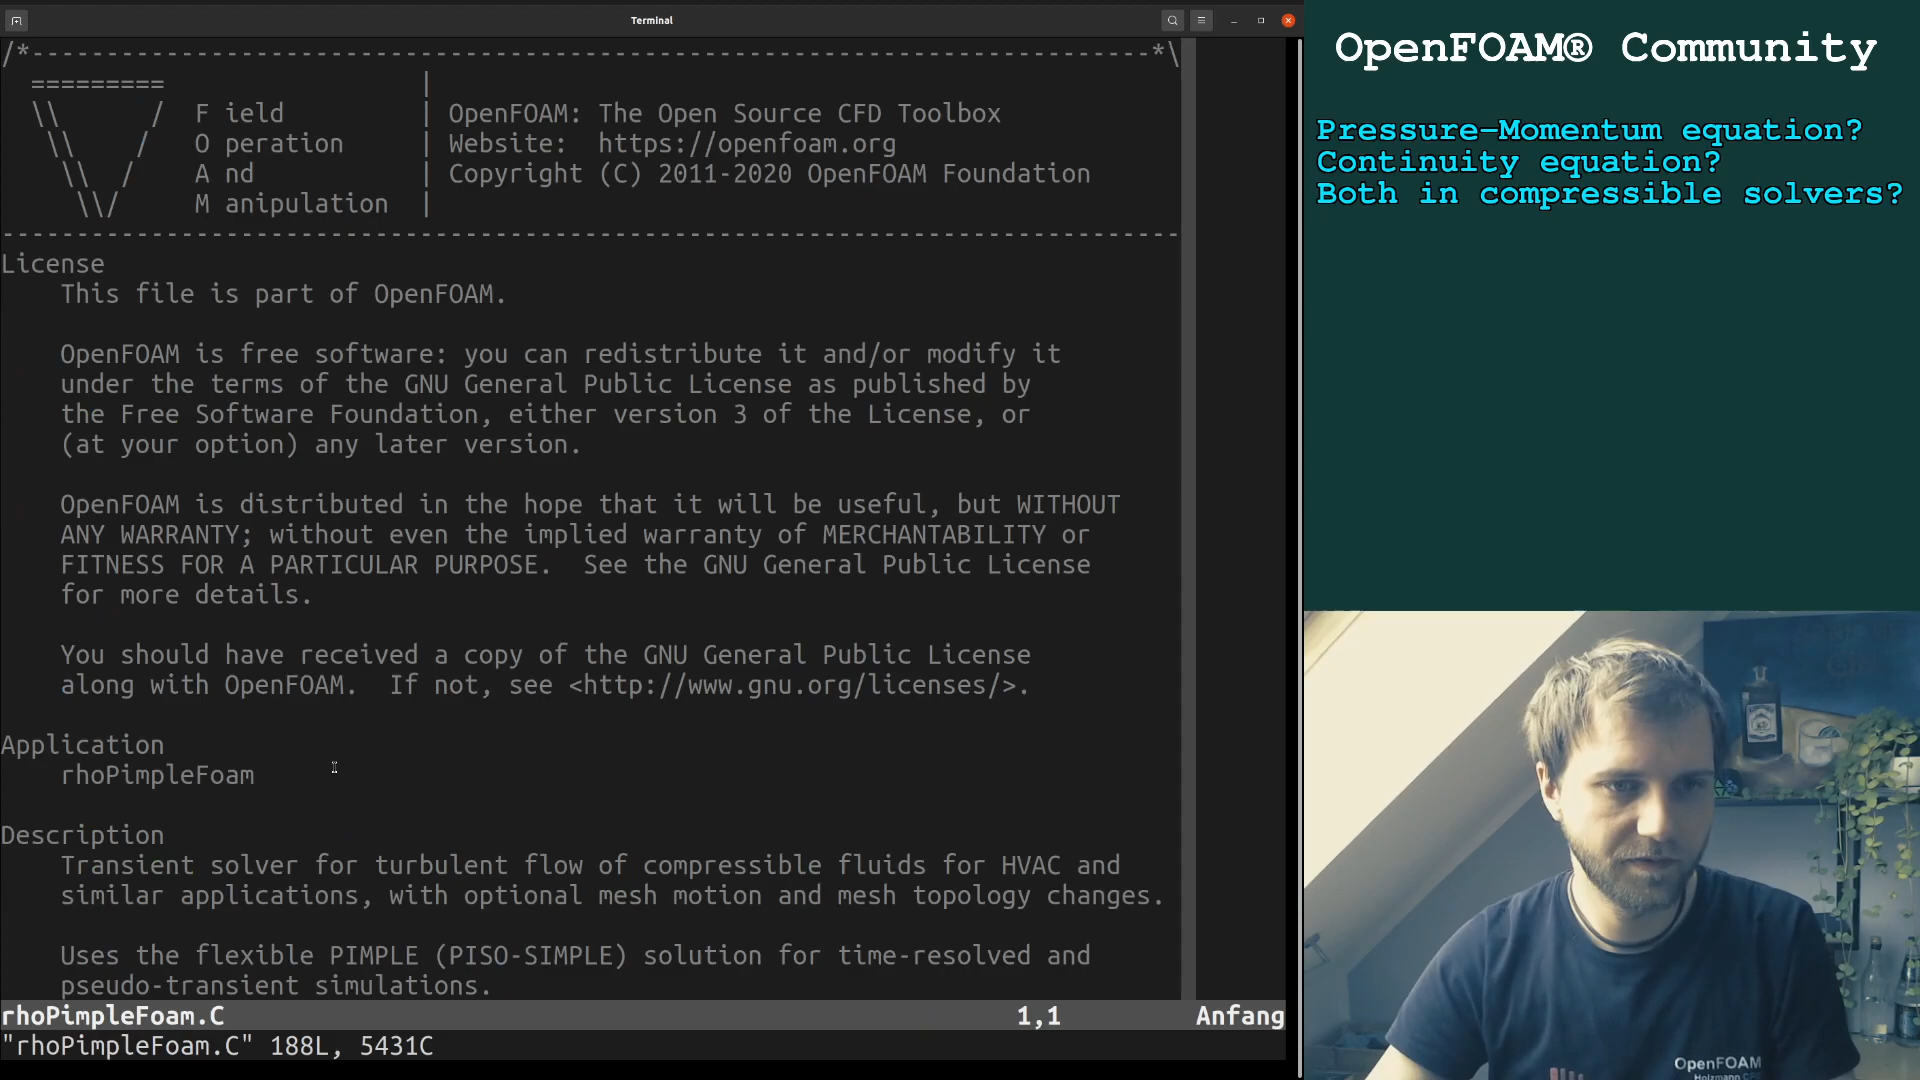 Terminal
/*---------------------------------------------------------------------------*\
=========                 |
\\      /  F ield         | OpenFOAM: The Open Source CFD Toolbox
\\    /   O peration     | Website:  https://openfoam.org
\\  /    A nd           | Copyright (C) 2011-2020 OpenFOAM Foundation
\\/     M anipulation  |
-------------------------------------------------------------------------------
License
This file is part of OpenFOAM.
OpenFOAM is free software: you can redistribute it and/or modify it
under the terms of the GNU General Public License as published by
the Free Software Foundation, either version 3 of the License, or
(at your option) any later version.
OpenFOAM is distributed in the hope that it will be useful, but WITHOUT
ANY WARRANTY; without even the implied warranty of MERCHANTABILITY or
FITNESS FOR A PARTICULAR PURPOSE.  See the GNU General Public License
for more details.
You should have received a copy of the GNU General Public License
along with OpenFOAM.  If not, see <http://www.gnu.org/licenses/>.
Application
rhoPimpleFoam
Description
Transient solver for turbulent flow of compressible fluids for HVAC and
similar applications, with optional mesh motion and mesh topology changes.
Uses the flexible PIMPLE (PISO-SIMPLE) solution for time-resolved and
pseudo-transient simulations.
rhoPimpleFoam.C 1,1 Anfang
"rhoPimpleFoam.C" 188L, 5431C
OpenFOAM® Community
Pressure-Momentum equation?
Continuity equation?
Both in compressible solvers?
OpenFOAM
Holzmann CFD